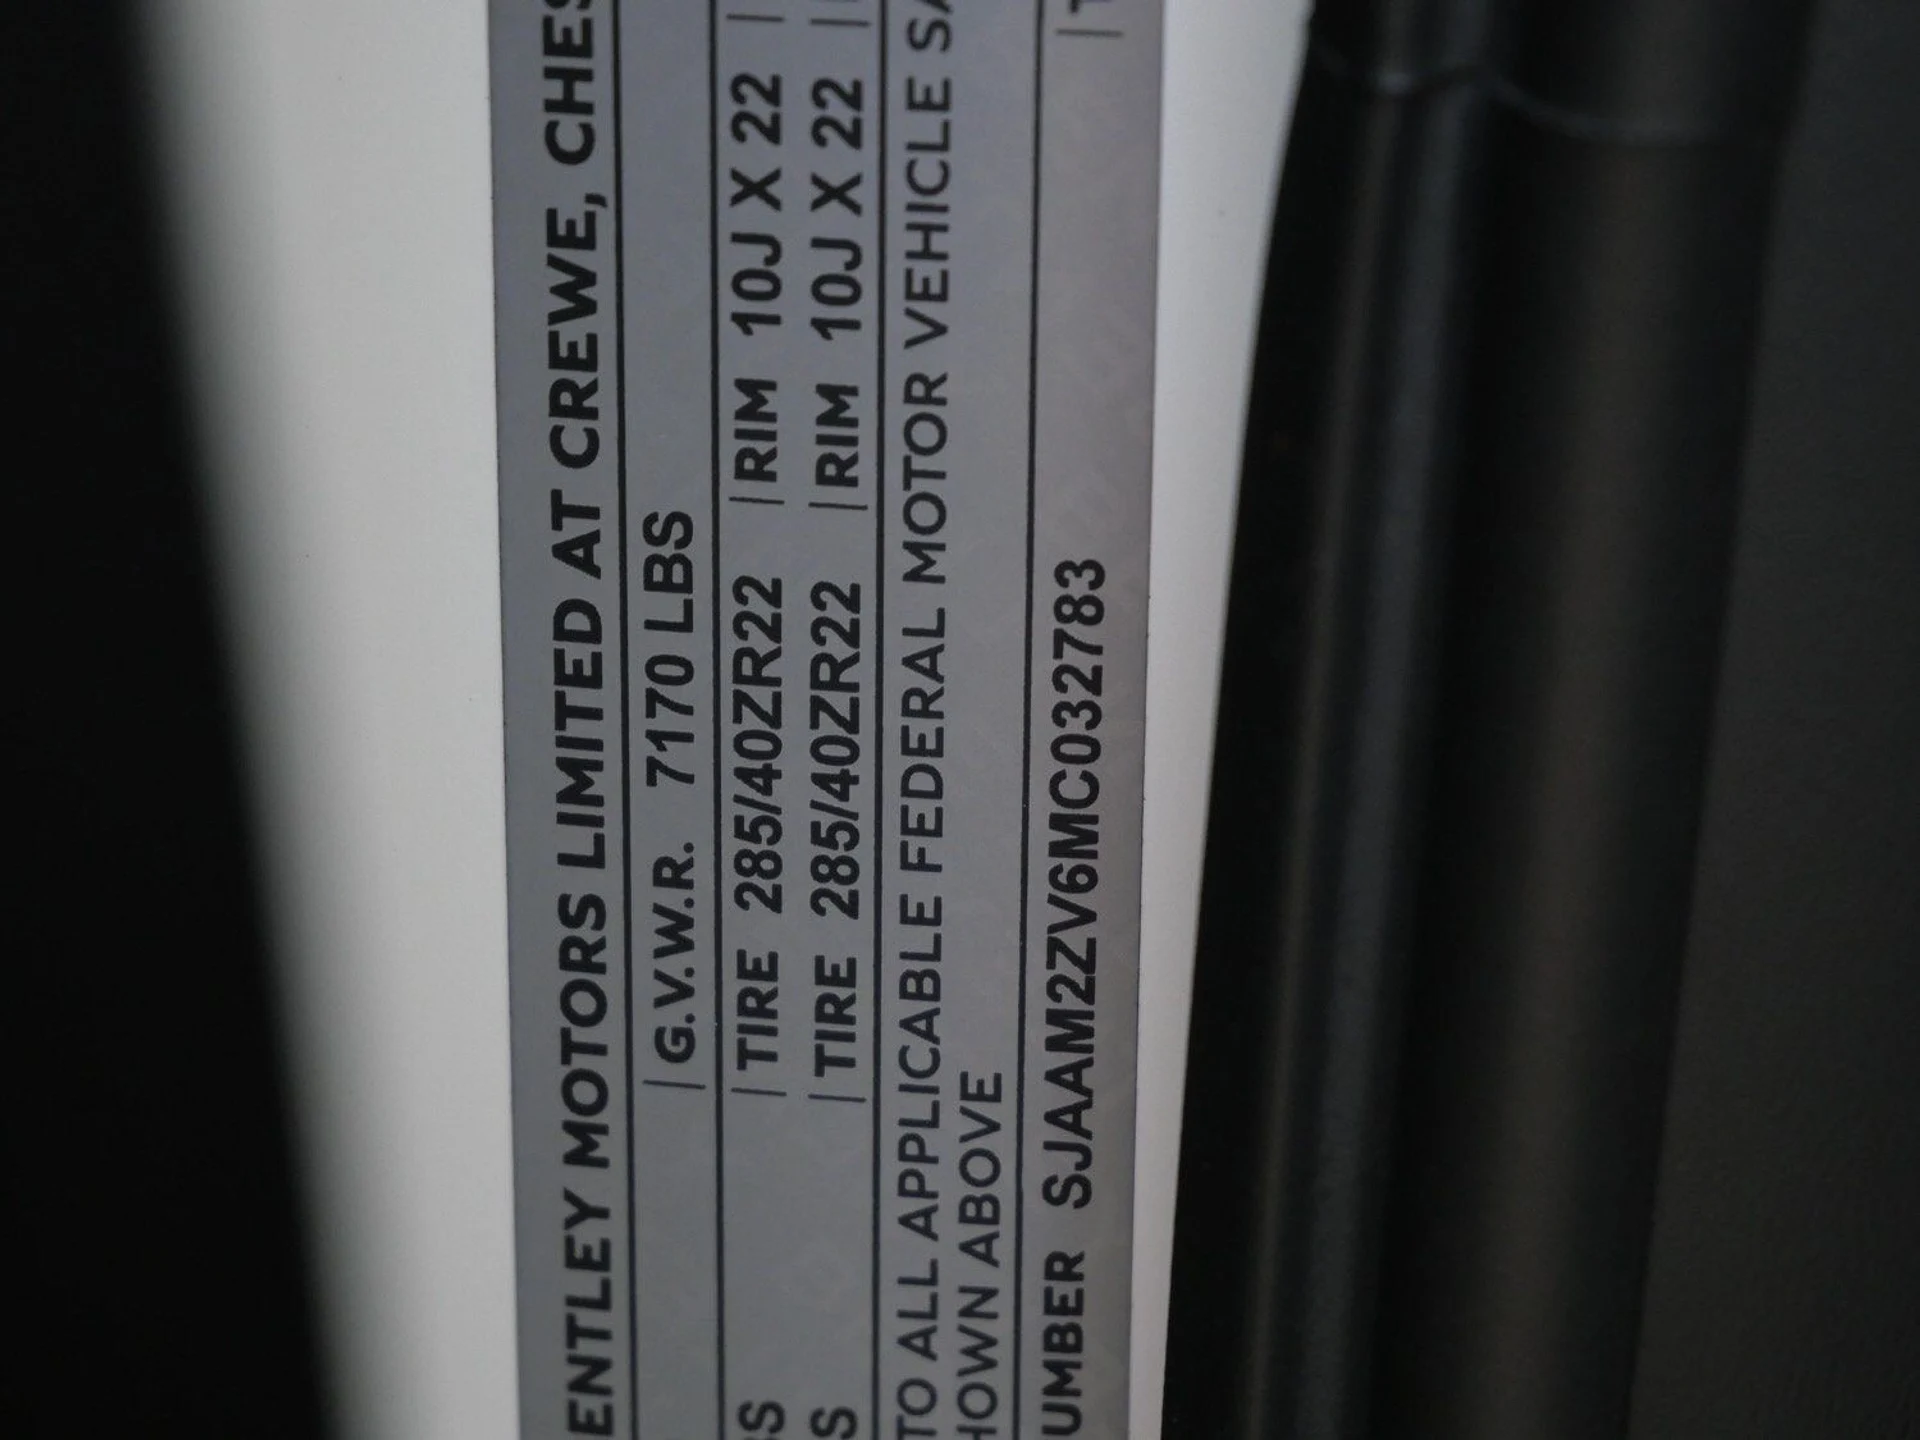 ENTLEY MOTORS LIMITED AT CREWE, CHES
G.V.W.R. 7170 LBS
S | TIRE 285/40ZR22 | RIM 10J X 22 |
S | TIRE 285/40ZR22 | RIM 10J X 22 |
TO ALL APPLICABLE FEDERAL MOTOR VEHICLE SA
HOWN ABOVE
UMBER SJAAM2ZV6MC032783 | T